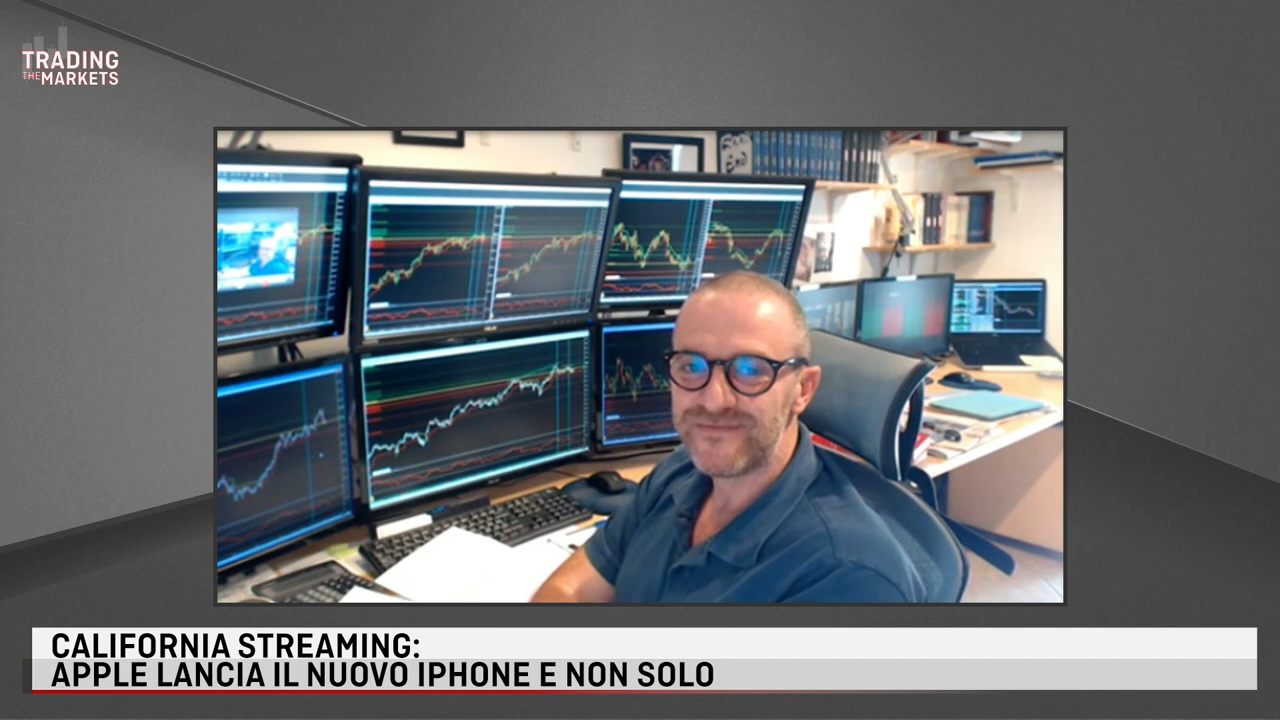 TRADING
THE MARKETS
CALIFORNIA STREAMING:
APPLE LANCIA IL NUOVO IPHONE E NON SOLO